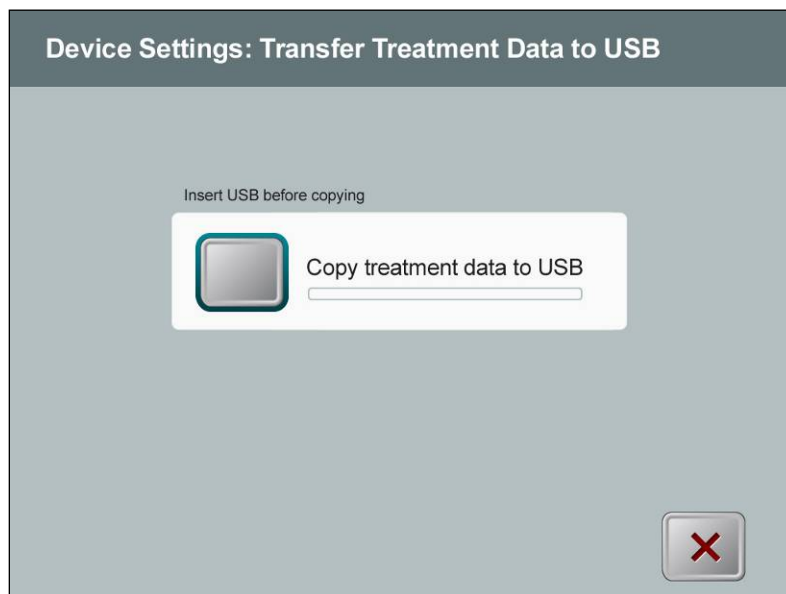 Device Settings: Transfer Treatment Data to USB
Insert USB before copying
Copy treatment data to USB